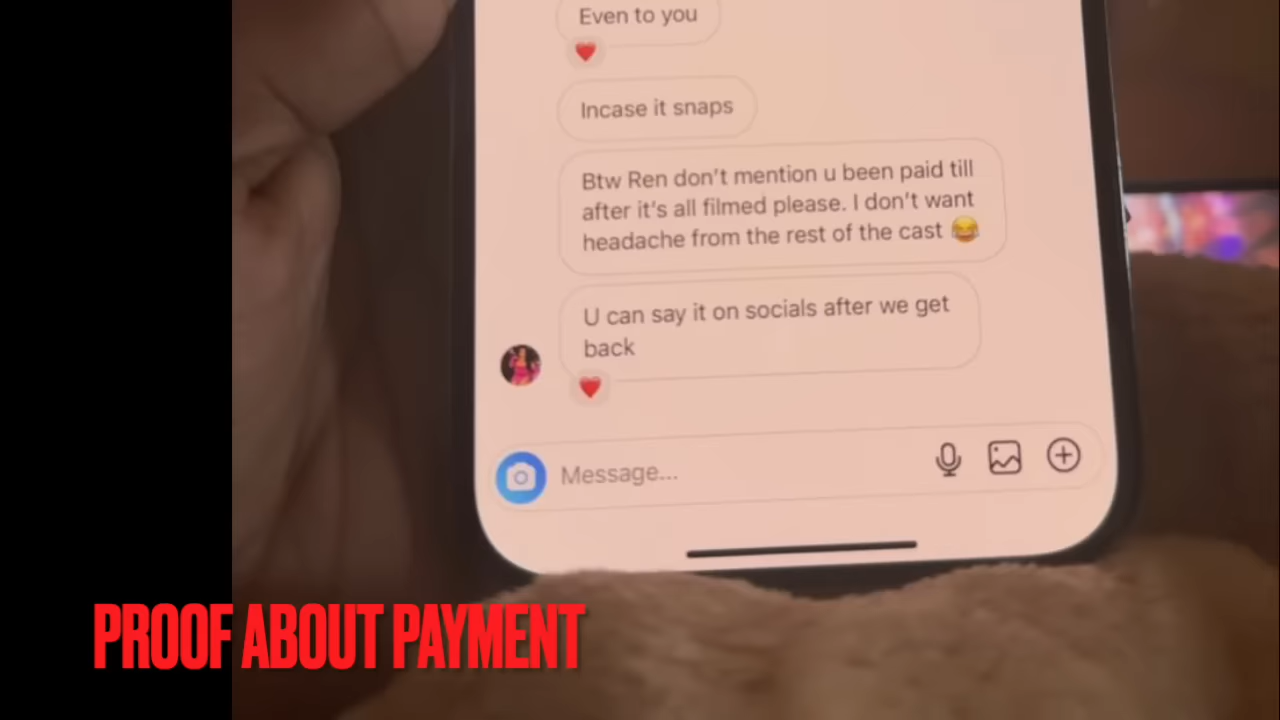 Even to you
Incase it snaps
Btw Ren don't mention u been paid till
after it's all filmed please. I don't want
headache from the rest of the cast 😂
U can say it on socials after we get
back
Message...
PROOF ABOUT PAYMENT